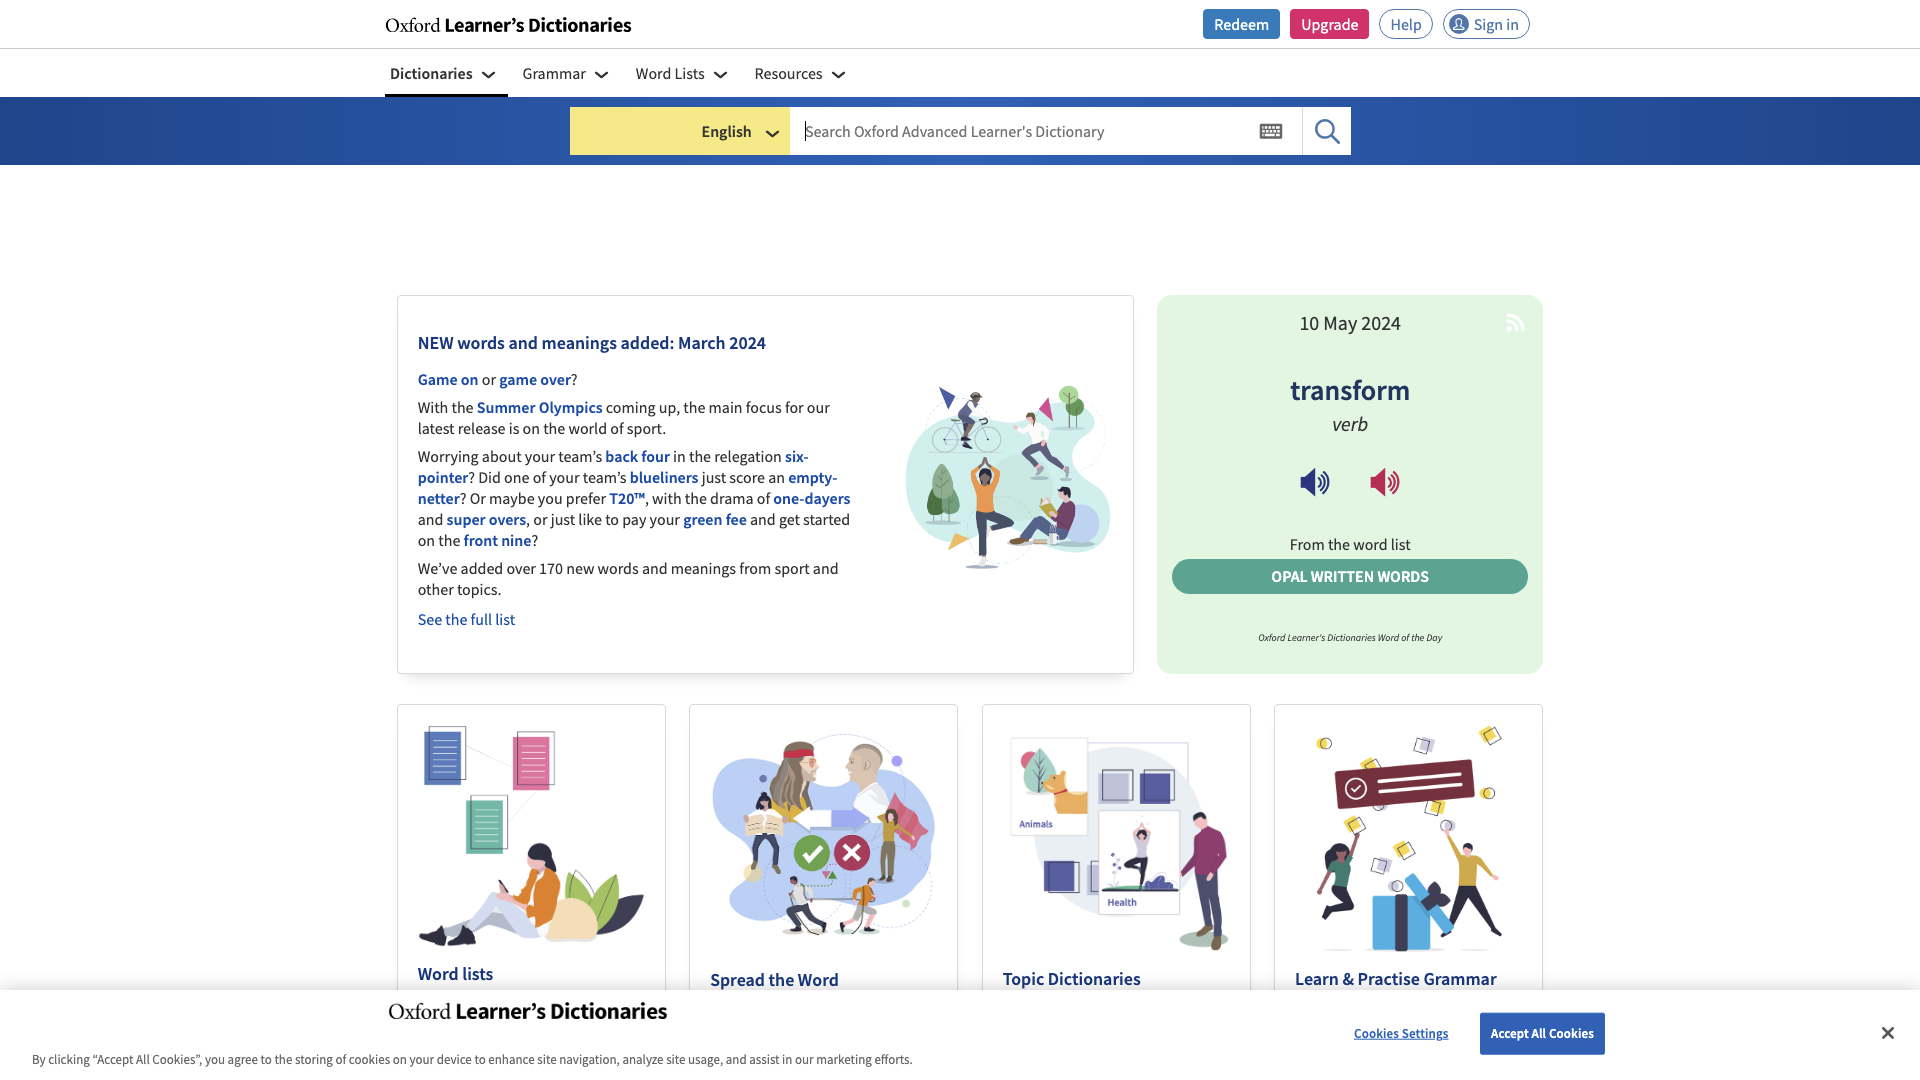 Oxford Learner's Dictionaries
Redeem
Upgrade
Help
Sign in
Dictionaries
Grammar
Word Lists
Resources
English
Search Oxford Advanced Learner's Dictionary
NEW words and meanings added: March 2024
Game on or game over?
With the Summer Olympics coming up, the main focus for our
latest release is on the world of sport.
Worrying about your team's back four in the relegation six-
pointer? Did one of your team's blueliners just score an empty-
netter? Or maybe you prefer T20™, with the drama of one-dayers
and super overs, or just like to pay your green fee and get started
on the front nine?
We've added over 170 new words and meanings from sport and
other topics.
See the full list
10 May 2024
transform
verb
From the word list
OPAL WRITTEN WORDS
Oxford Learner's Dictionaries Word of the Day
Animals
Health
Word lists
Spread the Word
Topic Dictionaries
Learn & Practise Grammar
Oxford Learner's Dictionaries
By clicking “Accept All Cookies”, you agree to the storing of cookies on your device to enhance site navigation, analyze site usage, and assist in our marketing efforts.
Cookies Settings
Accept All Cookies